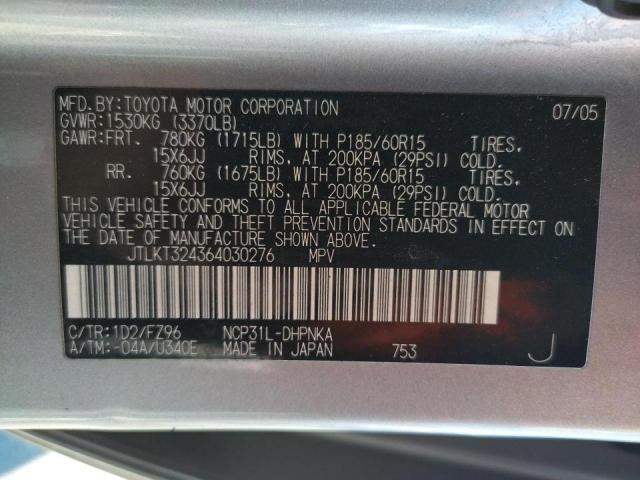 MFD.BY:TOYOTA MOTOR CORPORATION 07/05
GVWR:1530KG (3370LB)
GAWR:FRT. 780KG (1715LB) WITH P185/60R15 TIRES,
15X6JJ RIMS, AT 200KPA (29PSI) COLD.
RR. 760KG (1675LB) WITH P185/60R15 TIRES,
15X6JJ RIMS, AT 200KPA (29PSI) COLD.
THIS VEHICLE CONFORMS TO ALL APPLICABLE FEDERAL MOTOR
VEHICLE SAFETY AND THEFT PREVENTION STANDARDS IN EFFECT ON
THE DATE OF MANUFACTURE SHOWN ABOVE.
JTLKT324364030276 MPV
C/TR:1D2/FZ96 NCP31L-DHPNKA
A/TM:-04A/U340E MADE IN JAPAN 753 J